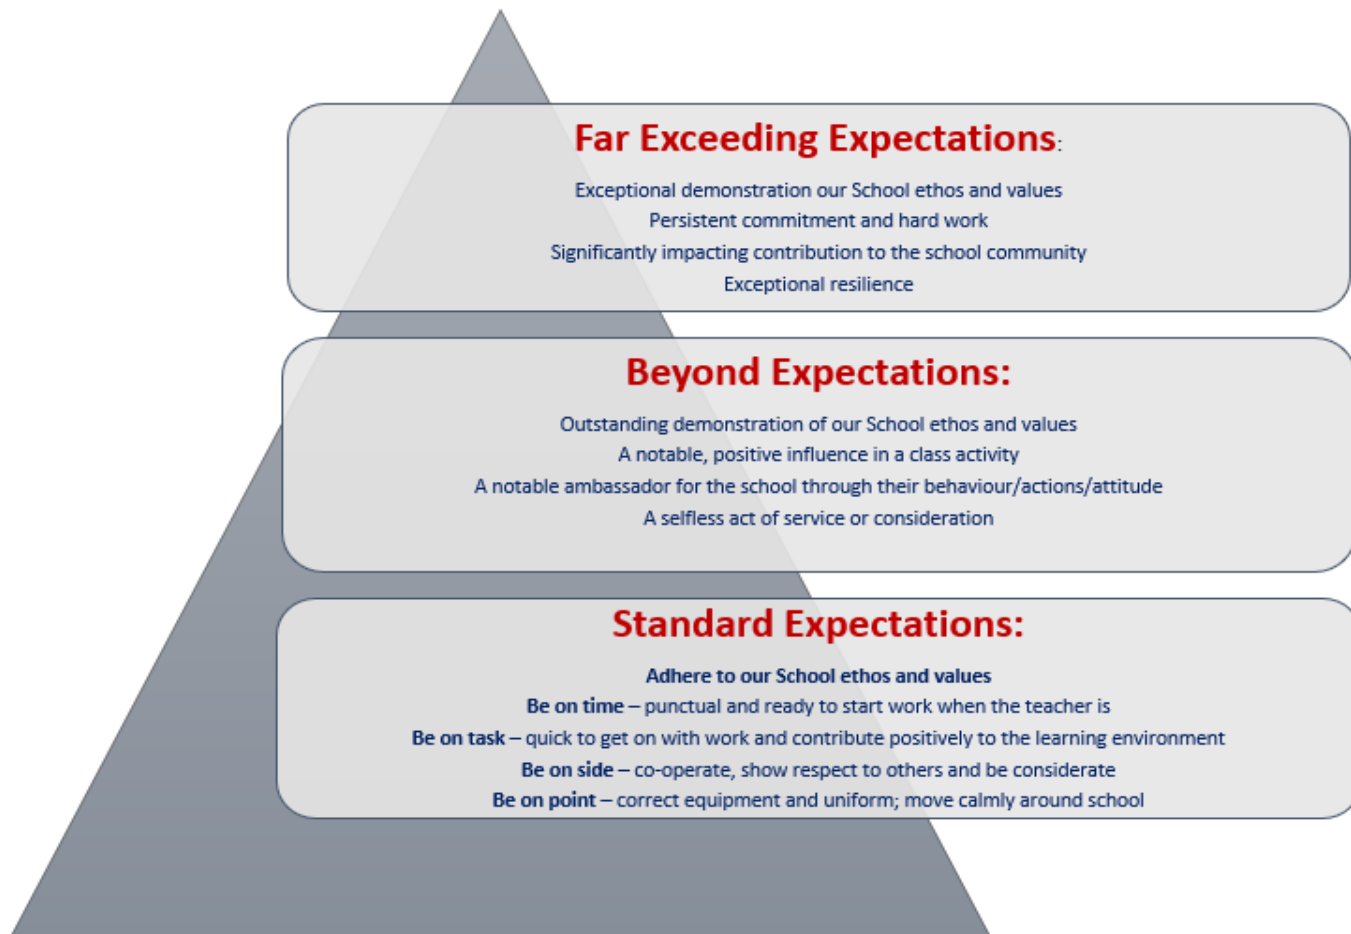 Far Exceeding Expectations:
Exceptional demonstration our School ethos and values
Persistent commitment and hard work
Significantly impacting contribution to the school community
Exceptional resilience
Beyond Expectations:
Outstanding demonstration of our School ethos and values
A notable, positive influence in a class activity
A notable ambassador for the school through their behaviour/actions/attitude
A selfless act of service or consideration
Standard Expectations:
Adhere to our School ethos and values
Be on time – punctual and ready to start work when the teacher is
Be on task – quick to get on with work and contribute positively to the learning environment
Be on side – co-operate, show respect to others and be considerate
Be on point – correct equipment and uniform; move calmly around school